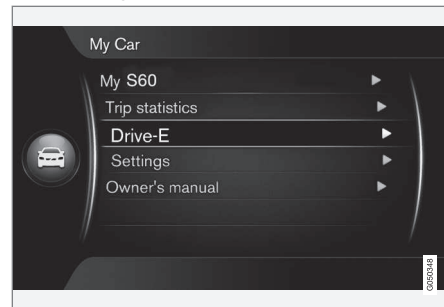 My Car
My S60
Trip statistics
Drive-E
Settings
Owner's manual
G050348